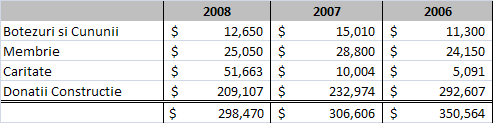 2008 2007 2006
Botezuri si Cununii $ 12,650 $ 15,010 $ 11,300
Membrie $ 25,050 $ 28,800 $ 24,150
Caritate $ 51,663 $ 10,004 $ 5,091
Donatii Constructie $ 209,107 $ 232,974 $ 292,607
$ 298,470 $ 306,606 $ 350,564